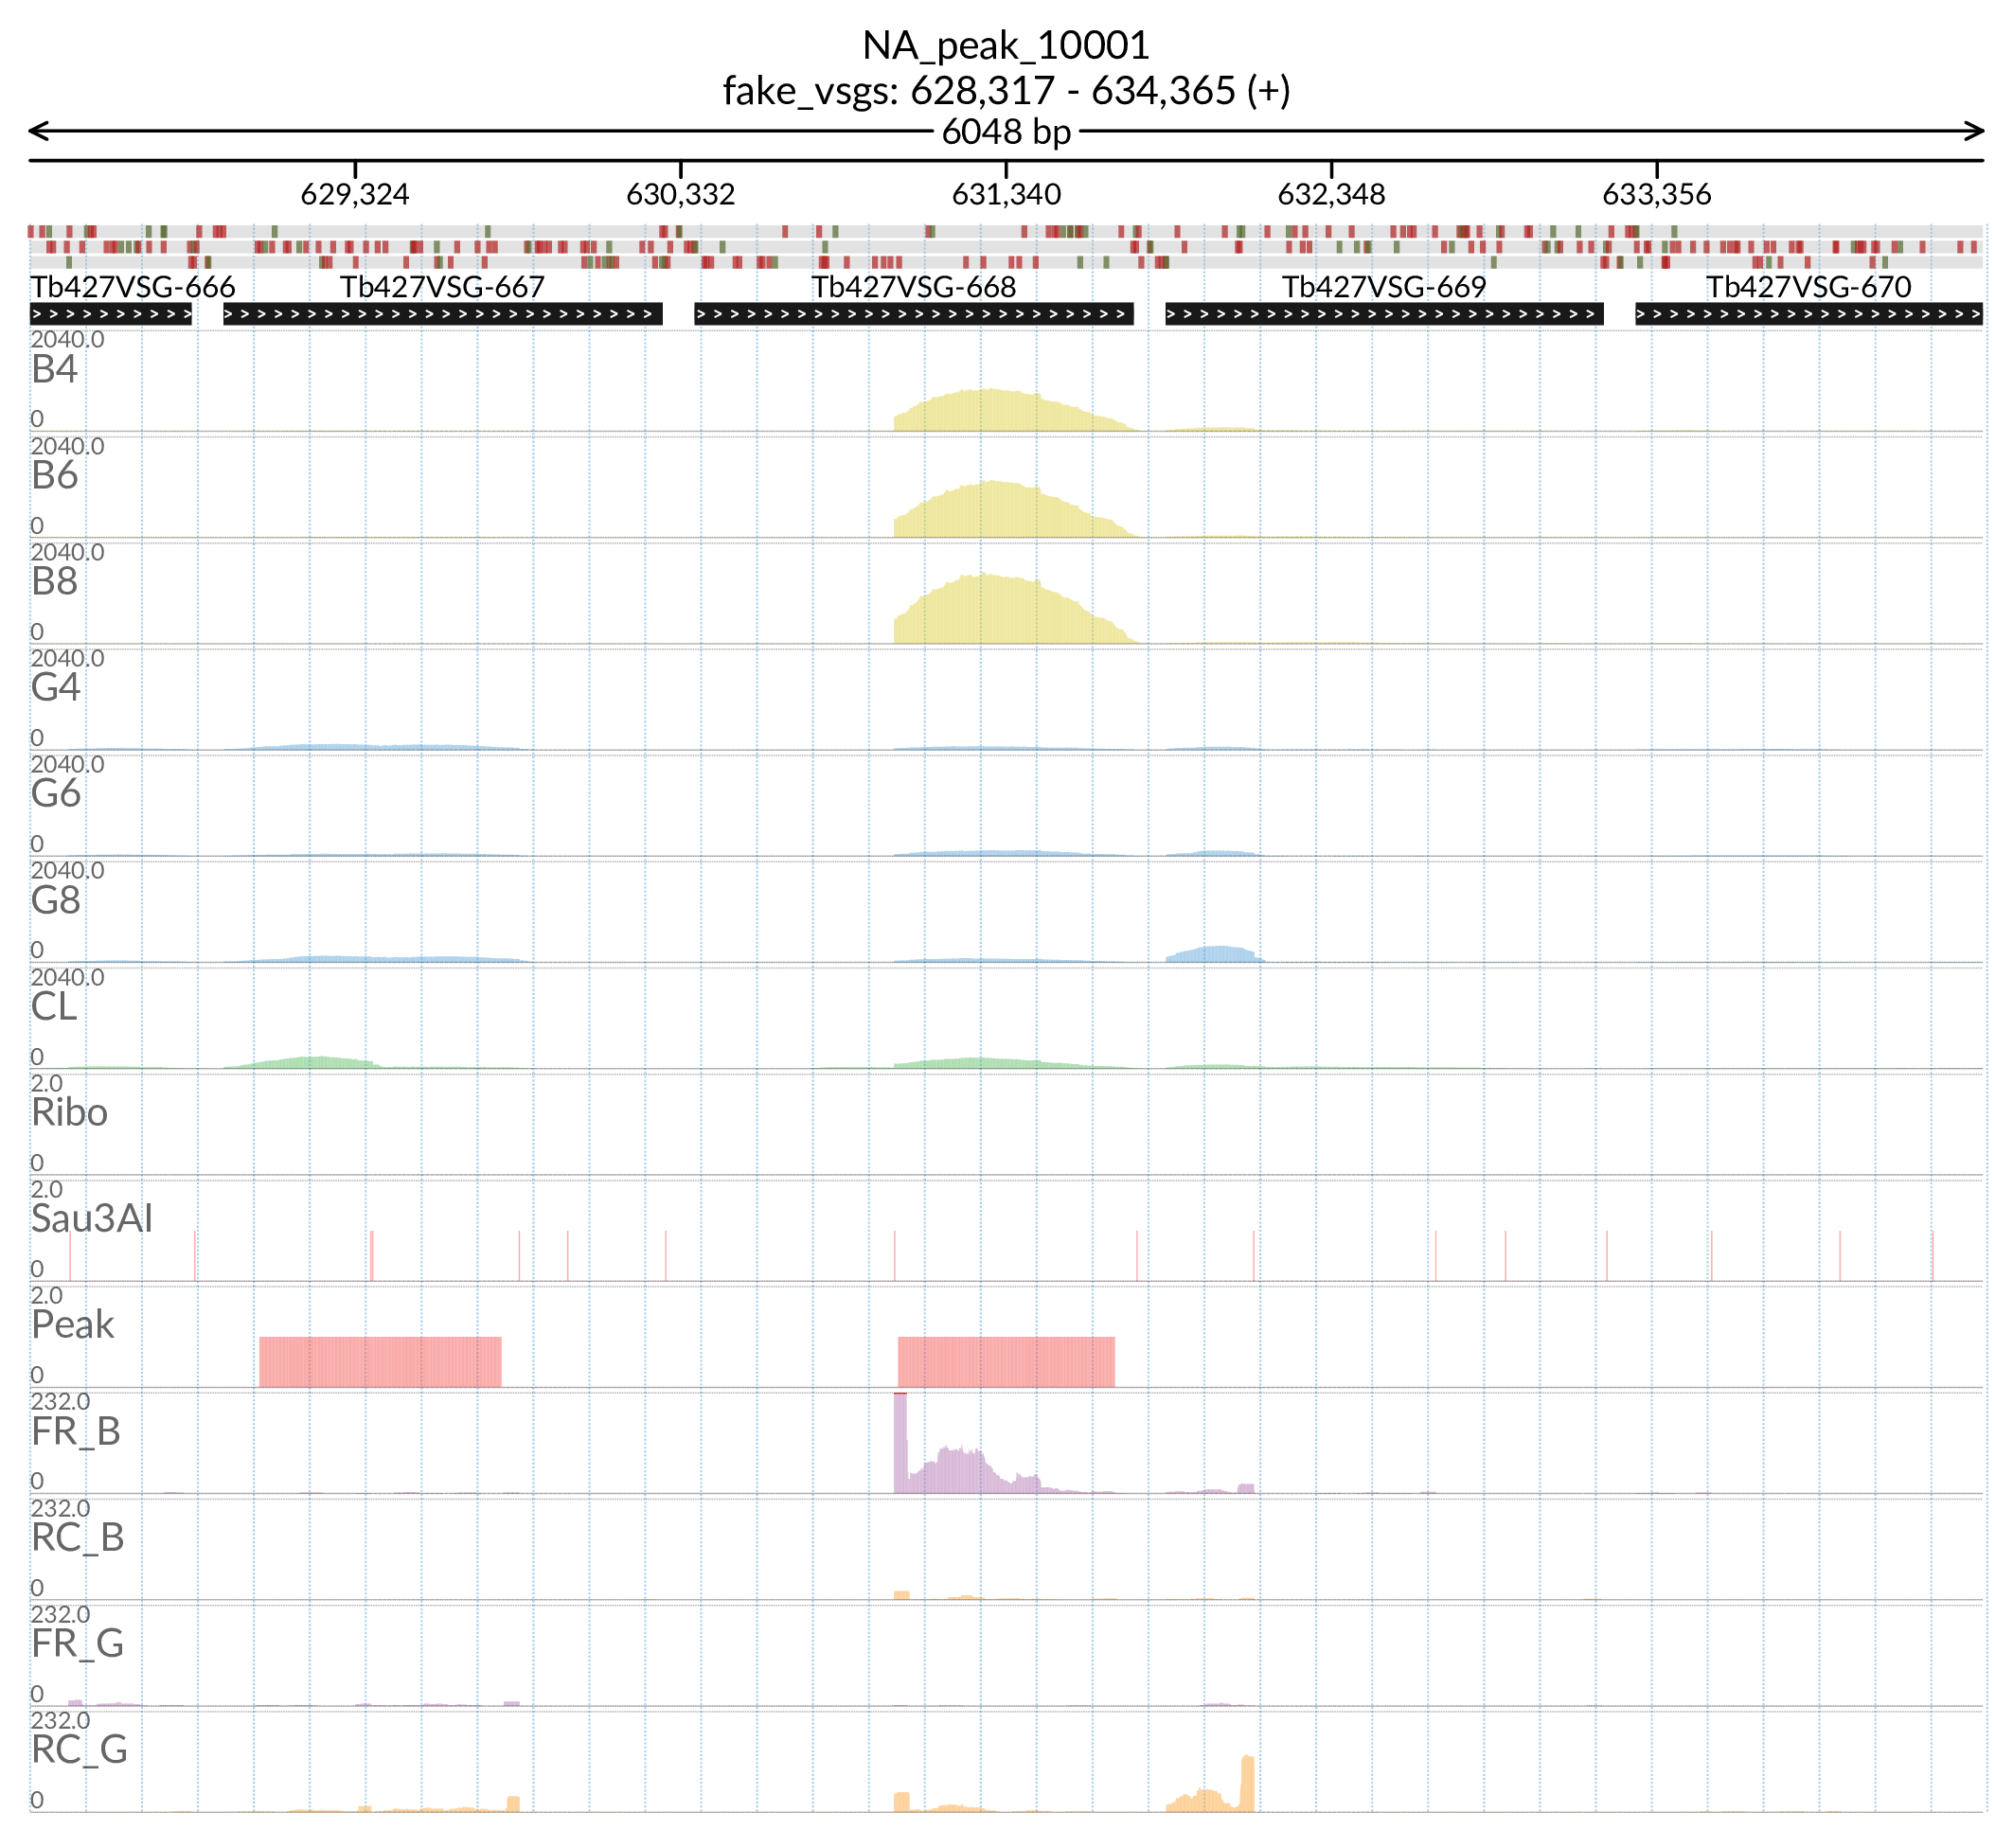 NA_peak_10001
fake_vsgs: 628,317 - 634,365 (+)
6048 bp
629,324 630,332 631,340 632,348 633,356
Tb427VSG-666 Tb427VSG-667 Tb427VSG-668 Tb427VSG-669 Tb427VSG-670
2040.0
B4
0
2040.0
B6
0
2040.0
B8
0
2040.0
G4
0
2040.0
G6
0
2040.0
G8
0
2040.0
CL
0
2.0
Ribo
0
2.0
Sau3AI
0
2.0
Peak
0
232.0
FR_B
0
232.0
RC_B
0
232.0
FR_G
0
232.0
RC_G
0